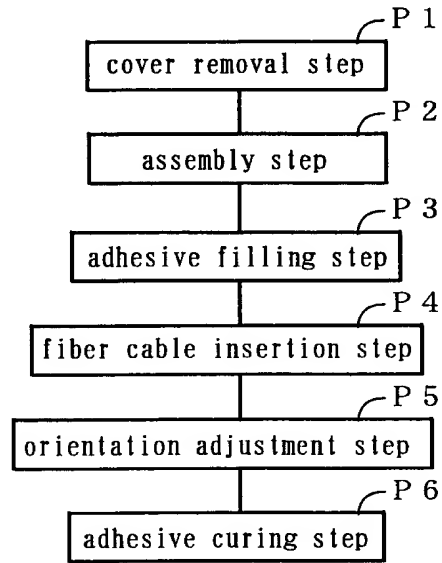 P 1
cover removal step
P 2
assembly step
P 3
adhesive filling step
P 4
fiber cable insertion step
P 5
orientation adjustment step
P 6
adhesive curing step